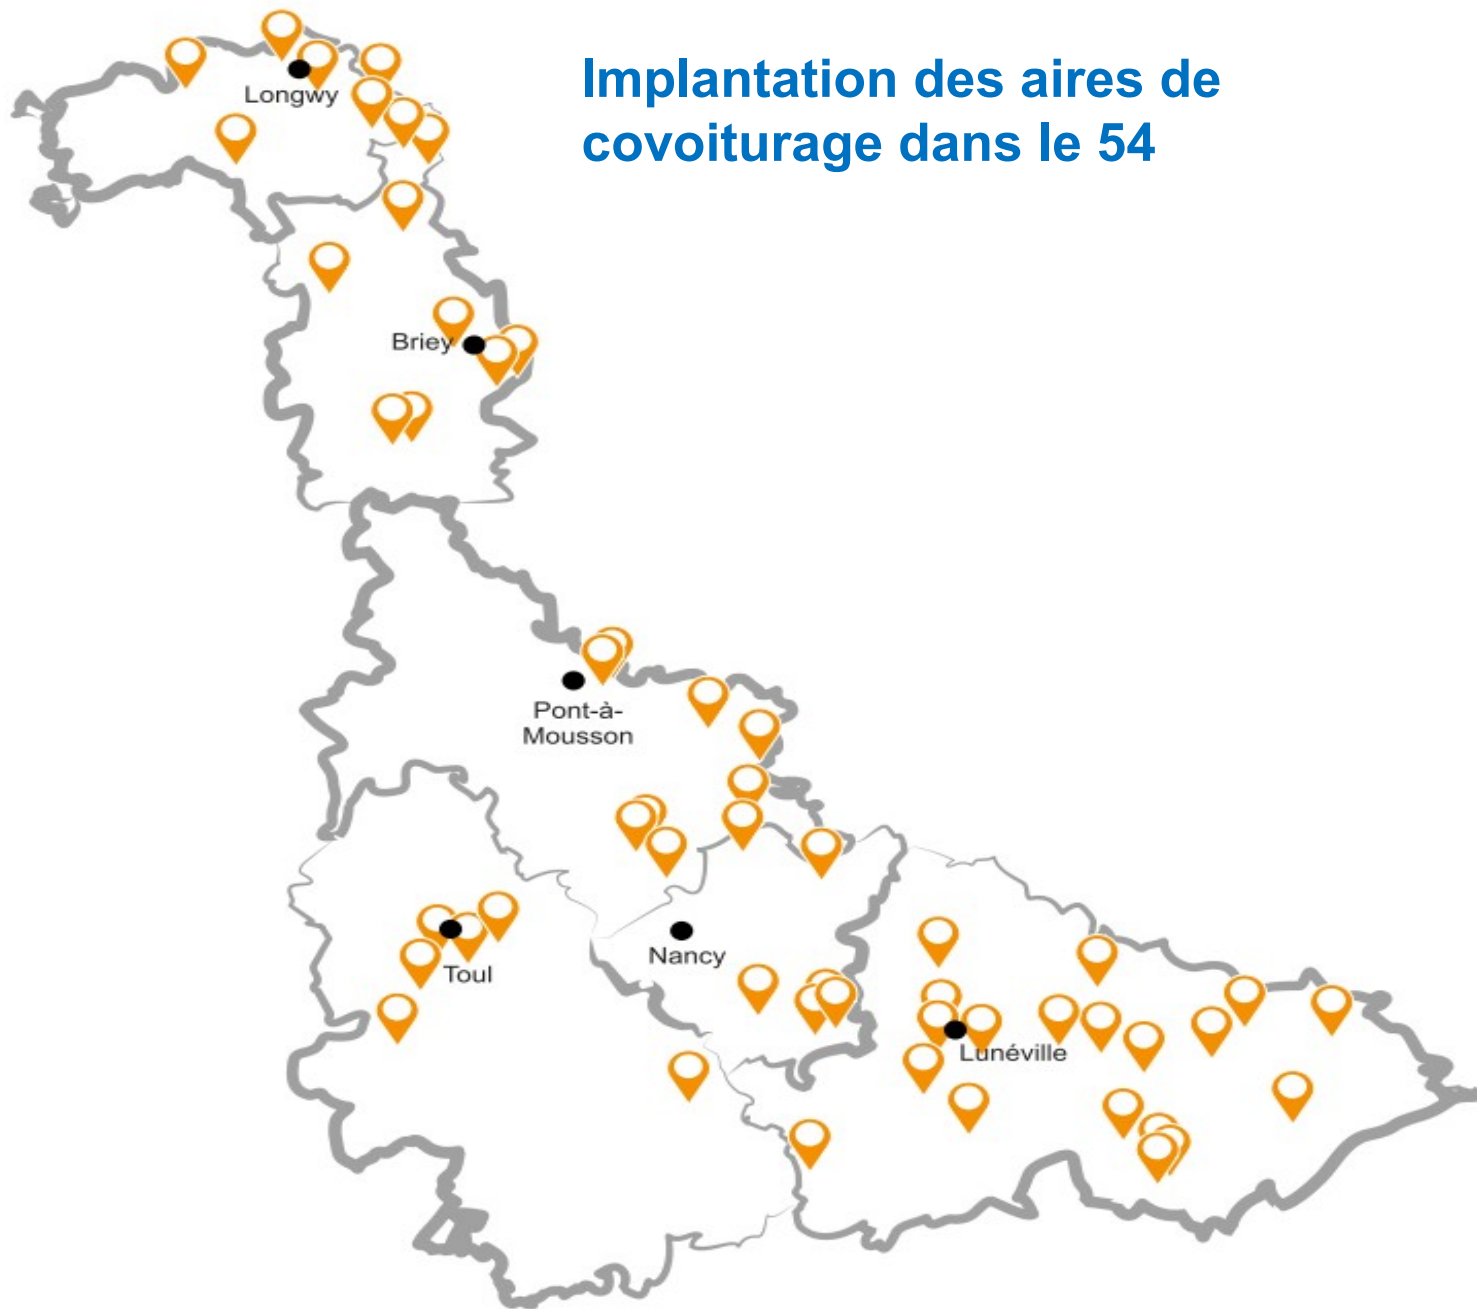 Implantation des aires de
covoiturage dans le 54
Longwy
Briey
Pont-à-
Mousson
Nancy
Toul
Lunéville